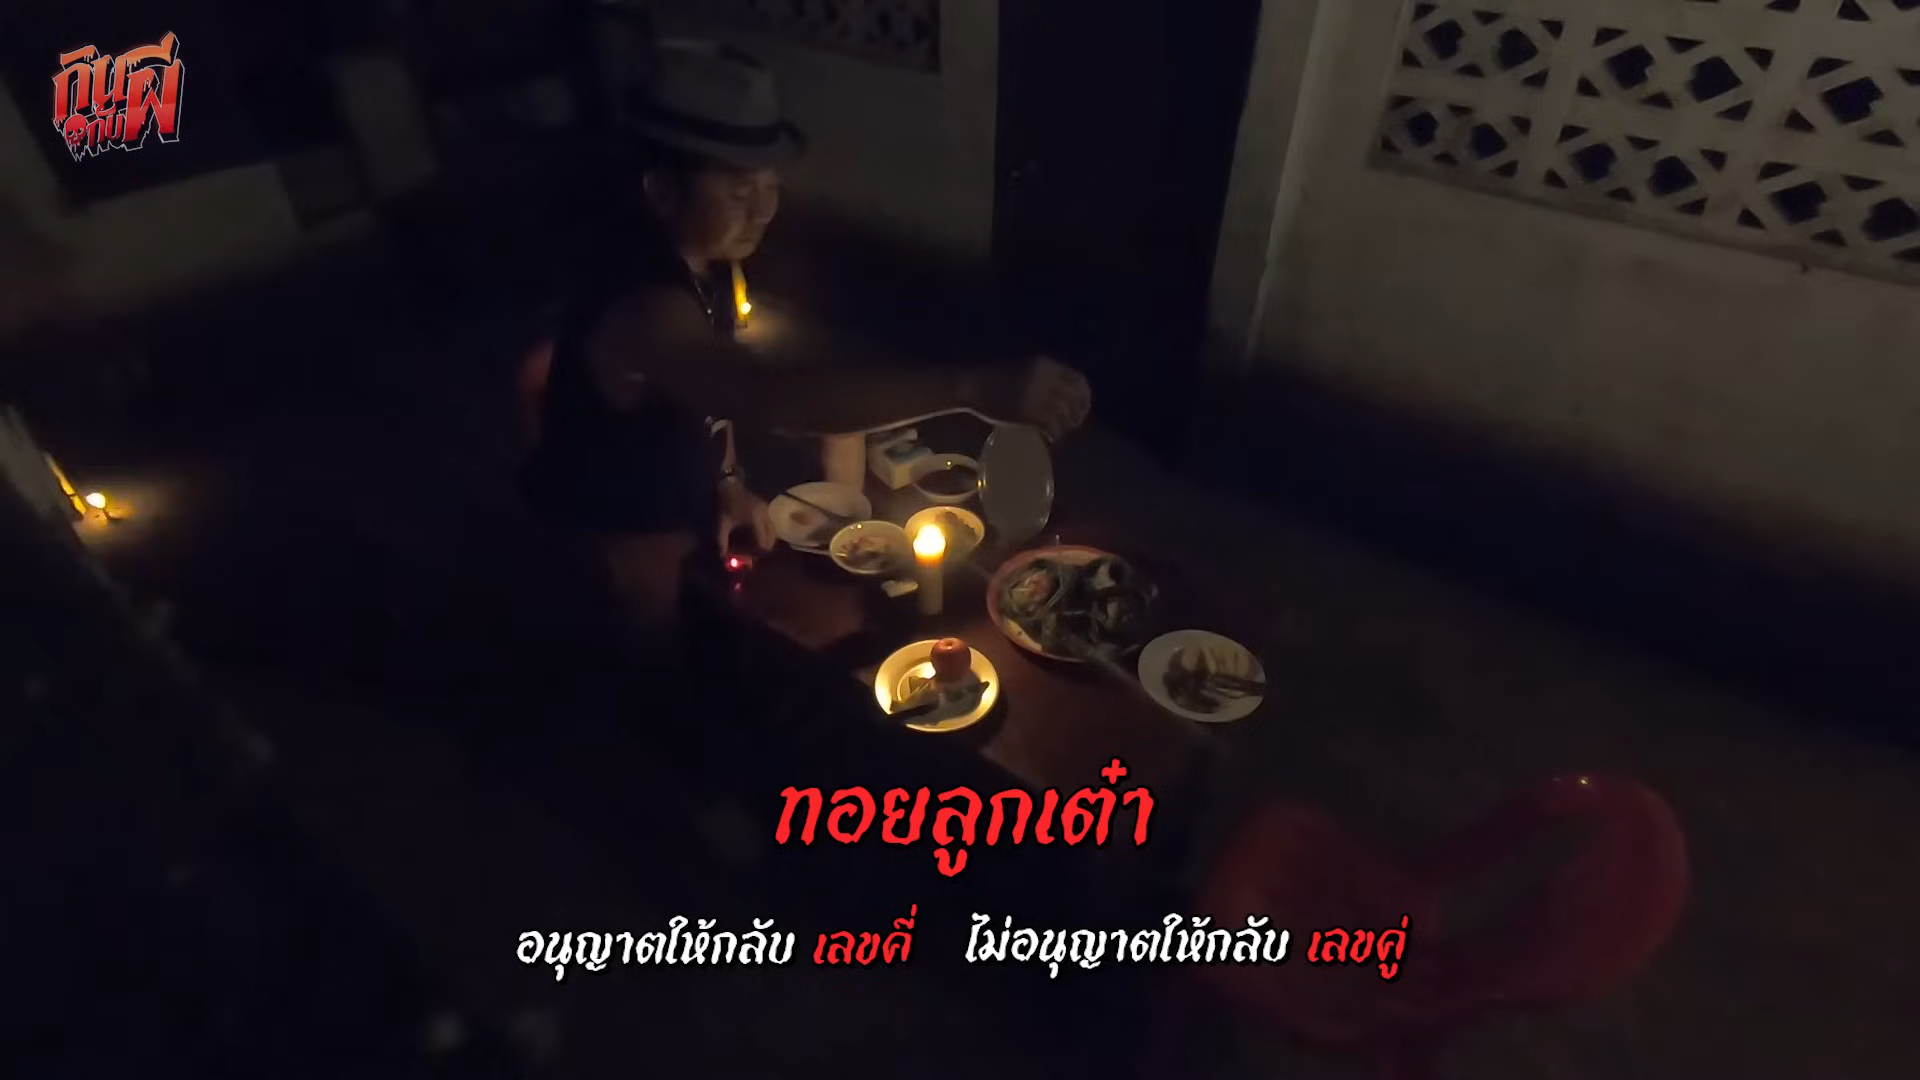 กินกับผี
ทอยลูกเต๋า
อนุญาตให้กลับ เลขคี่ ไม่อนุญาตให้กลับ เลขคู่